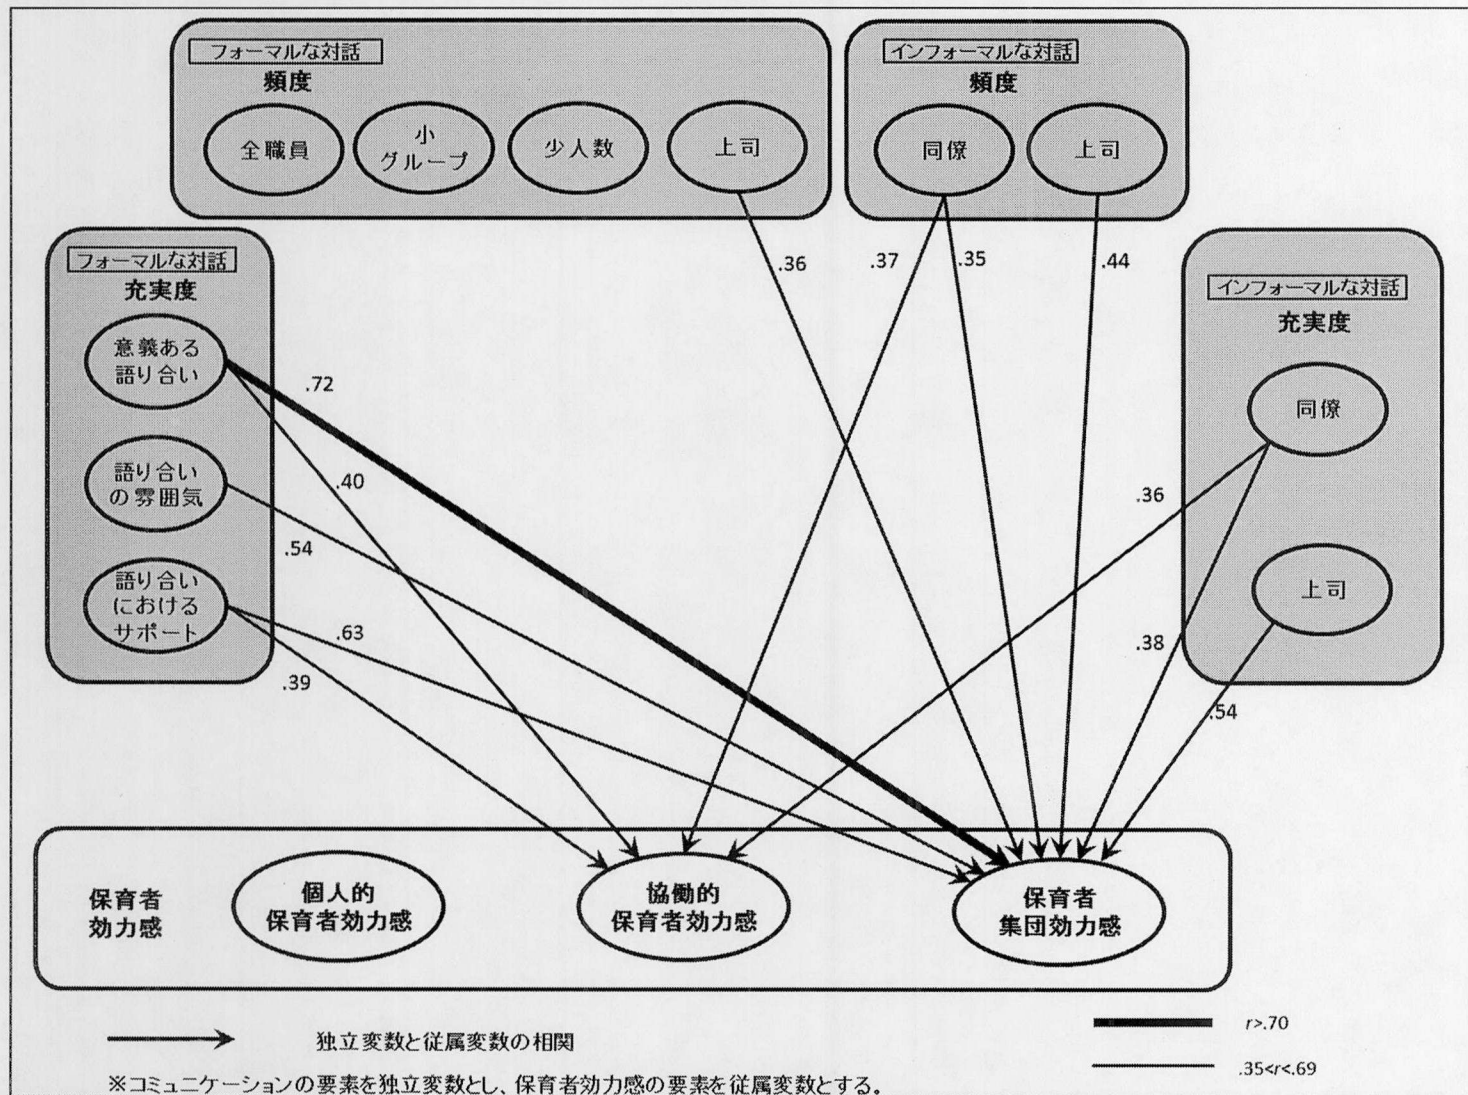 フォーマルな対話
頻度
全職員
小
グループ
少人数
上司
インフォーマルな対話
頻度
同僚
上司
フォーマルな対話
充実度
意義ある
語り合い
語り合い
の雰囲気
語り合い
における
サポート
インフォーマルな対話
充実度
同僚
上司
.36
.37
.35
.44
.72
.40
.54
.63
.39
.36
.38
.54
保育者
効力感
個人的
保育者効力感
協働的
保育者効力感
保育者
集団効力感
独立変数と従属変数の相関
r>.70
.35<r<.69
※コミュニケーションの要素を独立変数とし、保育者効力感の要素を従属変数とする。